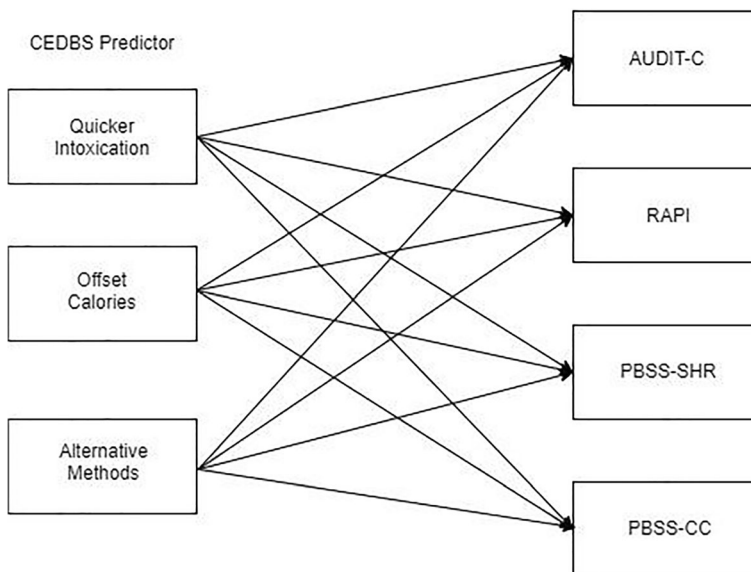 CEDBS Predictor
Quicker
Intoxication
Offset
Calories
Alternative
Methods
AUDIT-C
RAPI
PBSS-SHR
PBSS-CC